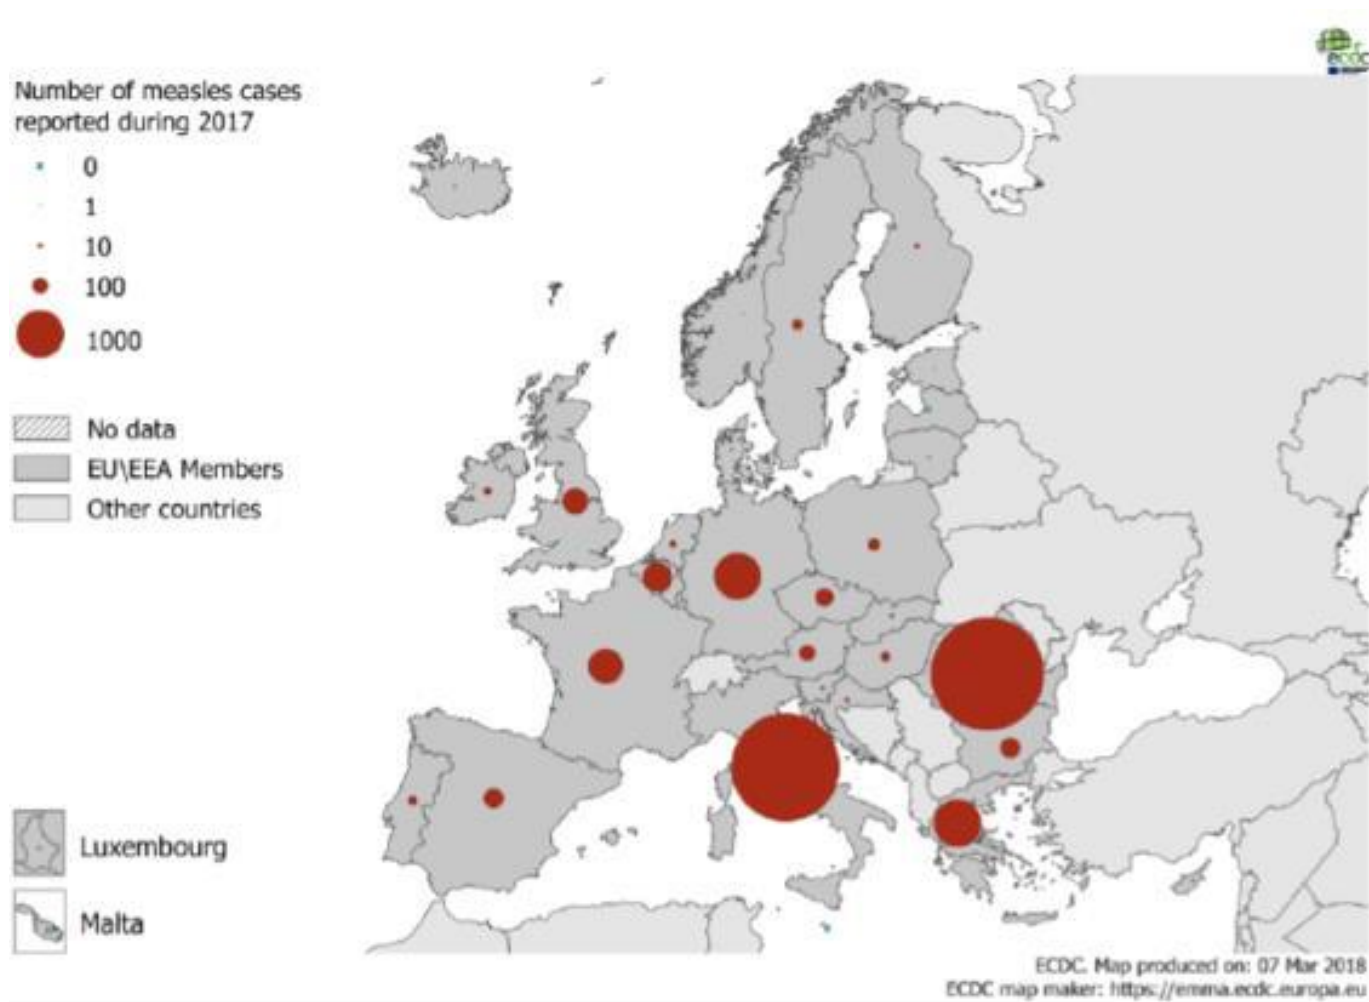 ecdc
Number of measles cases
reported during 2017
0
1
10
100
1000
No data
EU\EEA Members
Other countries
Luxembourg
Malta
ECDC. Map produced on: 07 Mar 2018
ECDC map maker: https://emma.ecdc.europa.eu